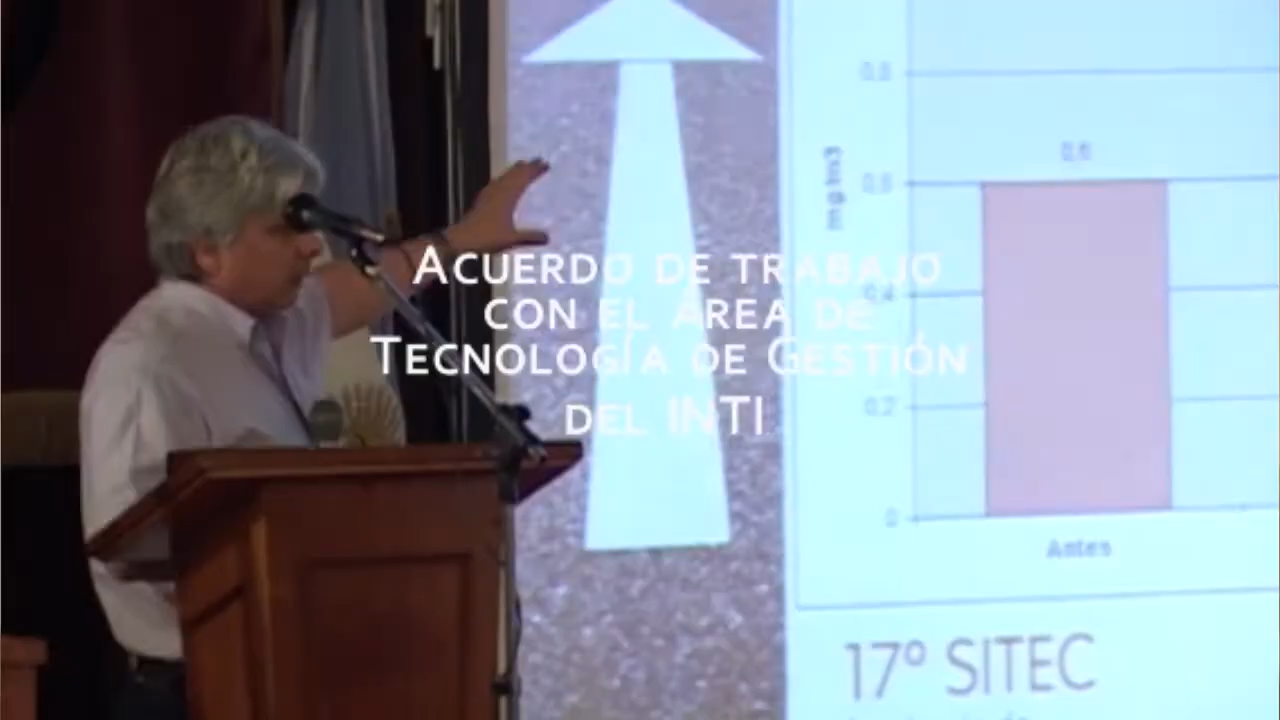 Acuerdo de trabajo
con el área de
Tecnología de Gestión
del INTI
0,8
0,6
mg/m3
0,6
0,4
0,2
0
Antes
17º SITEC